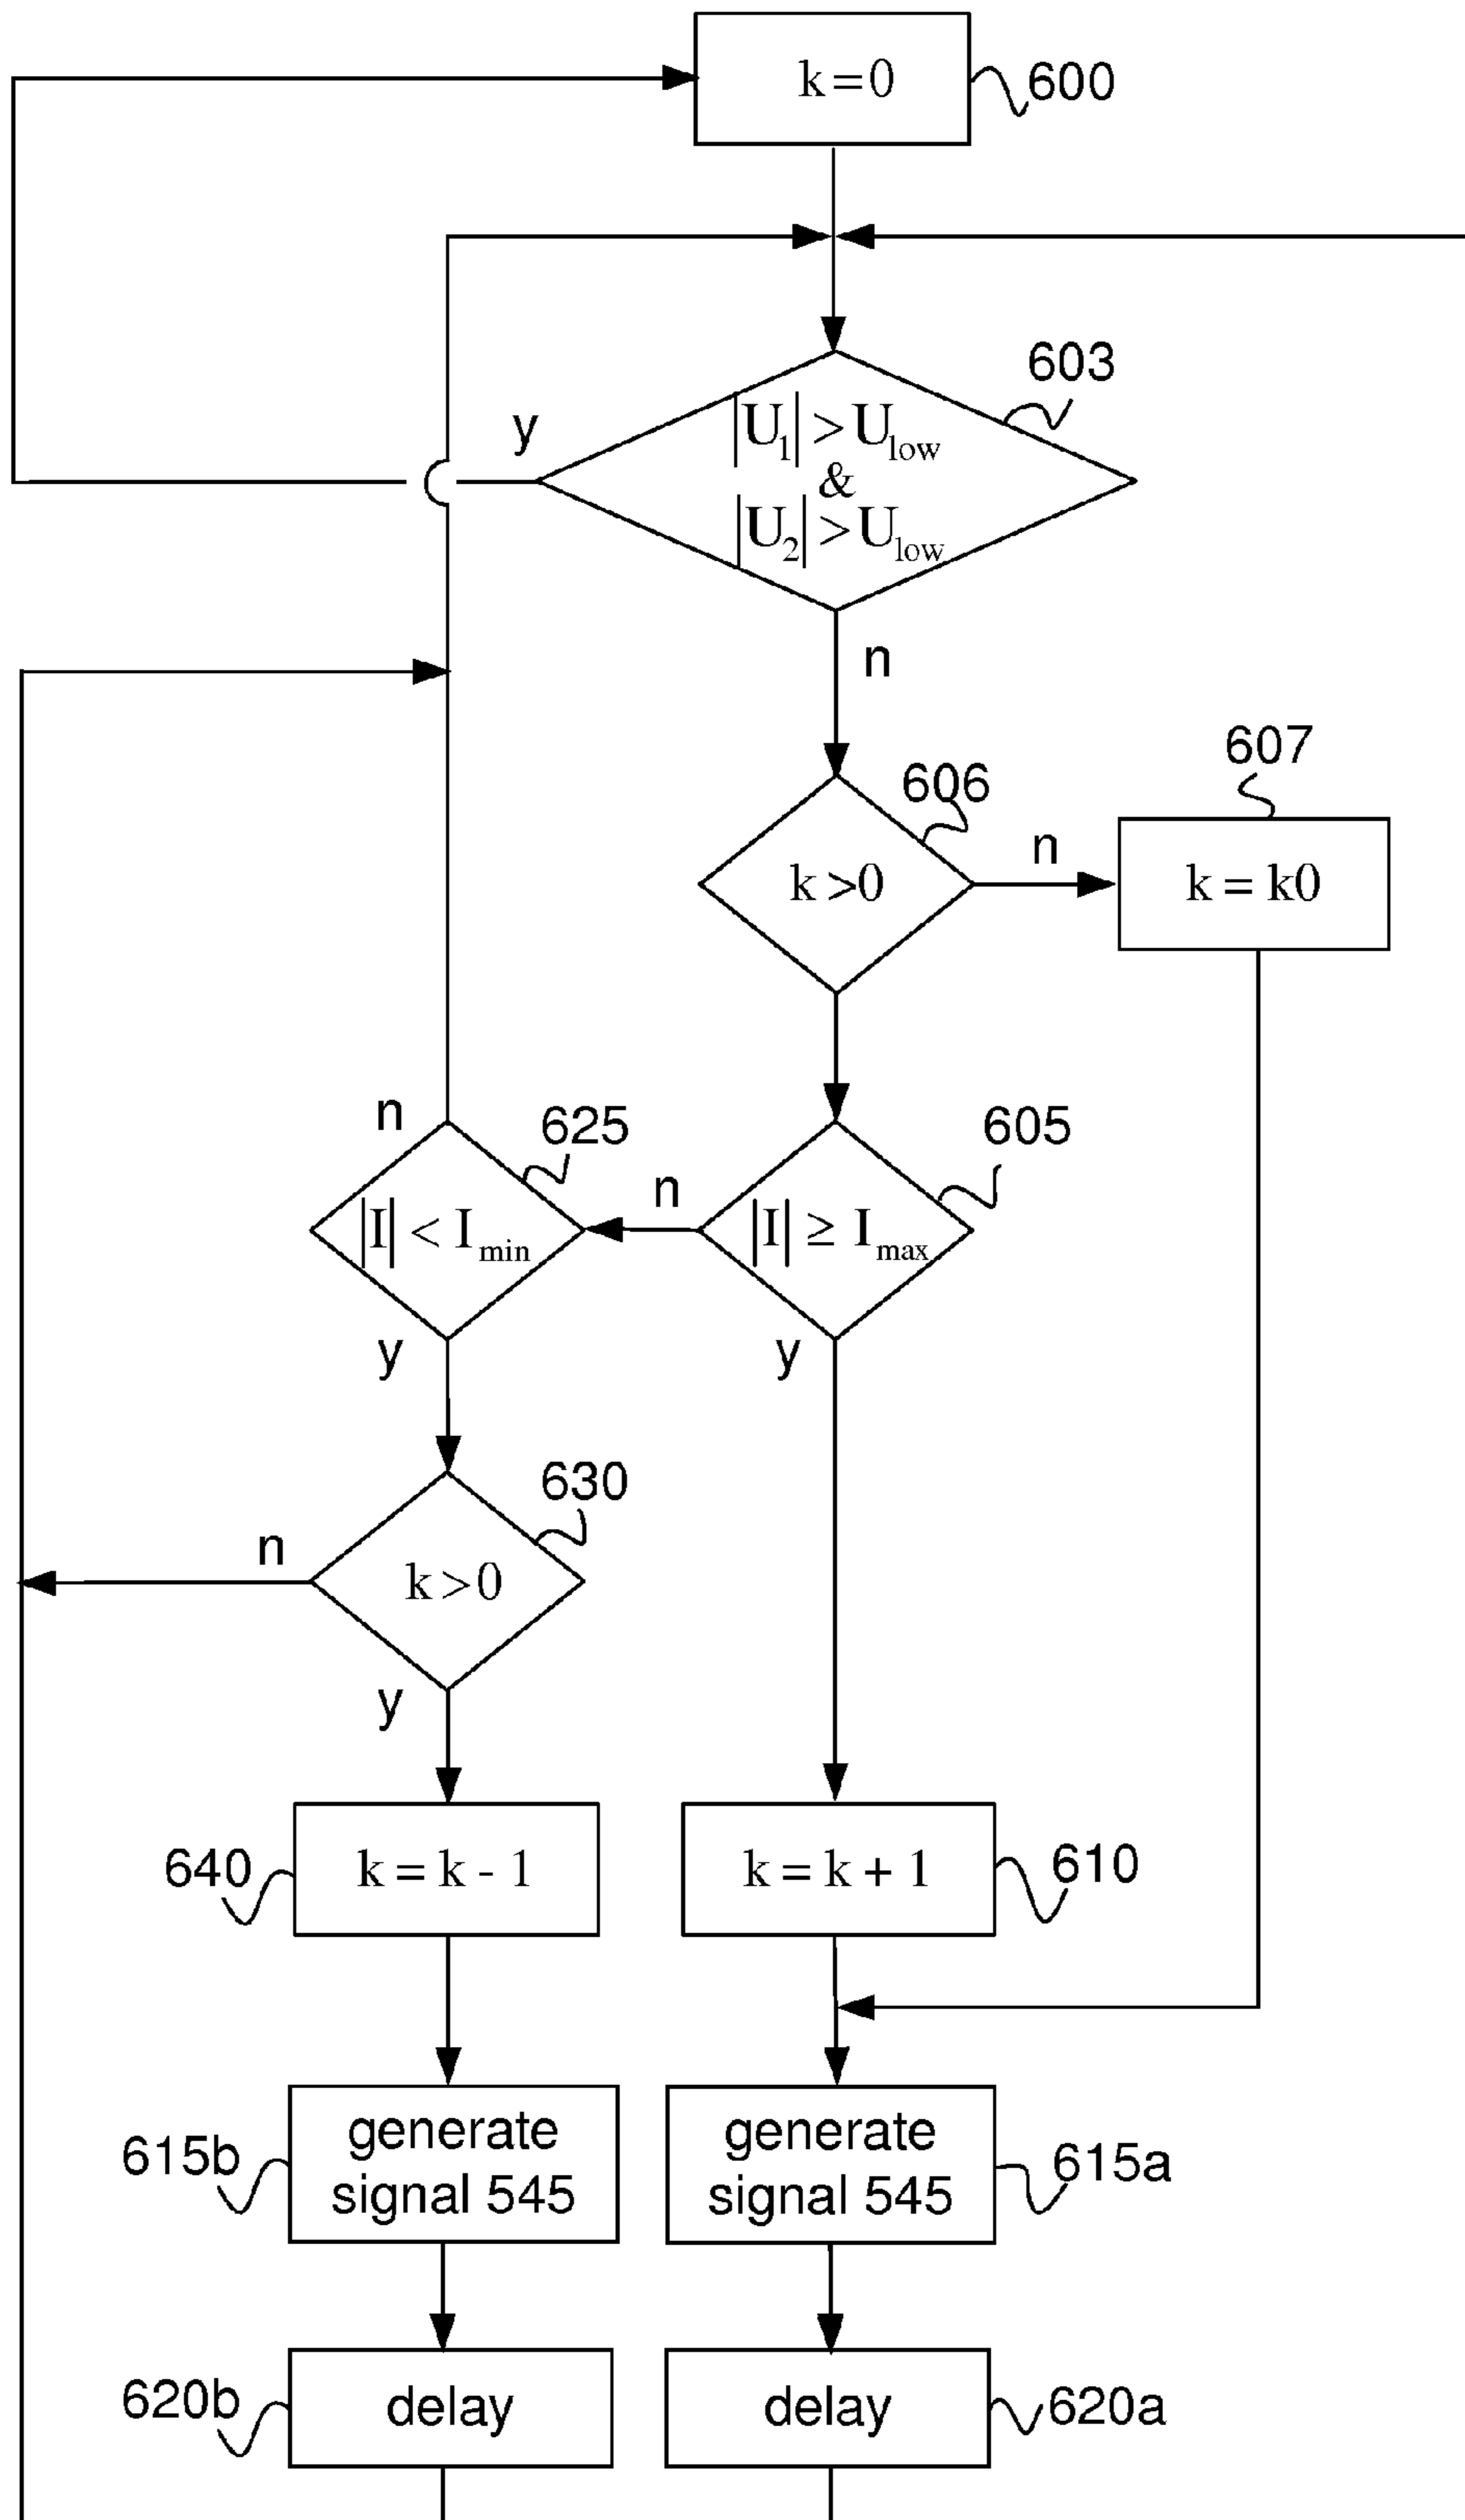 k=0
600
603
y
|U1| > Ulow
&
|U2| > Ulow
n
607
606
k >0
n
k = k0
n
625
605
|I| < Imin
n
|I| ≥ Imax
y
y
630
n
k >0
y
640
k = k - 1
k = k + 1
610
615b
generate
signal 545
generate
signal 545
615a
620b
delay
delay
620a